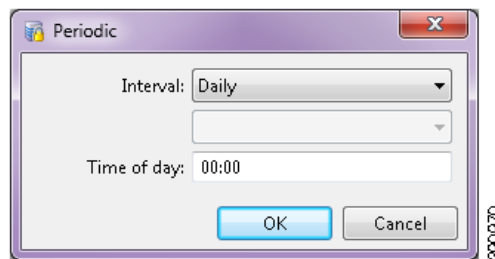 Periodic
Interval: Daily
Time of day: 00:00
OK Cancel